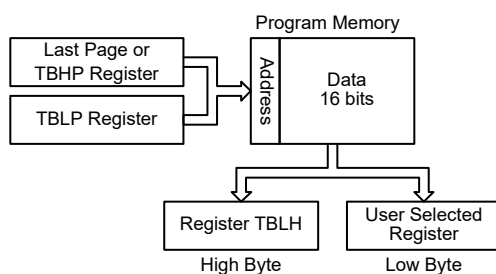 Program Memory
Last Page or
TBHP Register
TBLP Register
Address
Data
16 bits
Register TBLH
User Selected
Register
High Byte
Low Byte